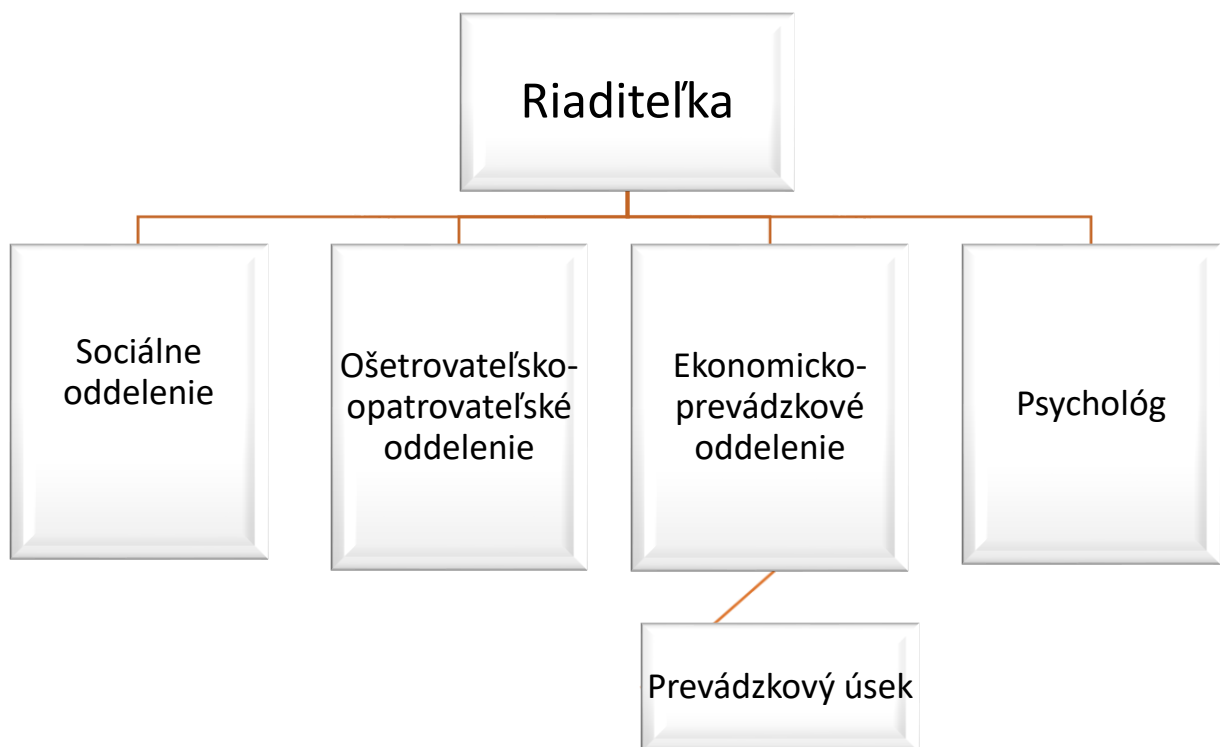 Riaditeľka
Sociálne
oddelenie
Ošetrovateľsko-
opatrovateľské
oddelenie
Ekonomicko-
prevádzkové
oddelenie
Psychológ
Prevádzkový úsek